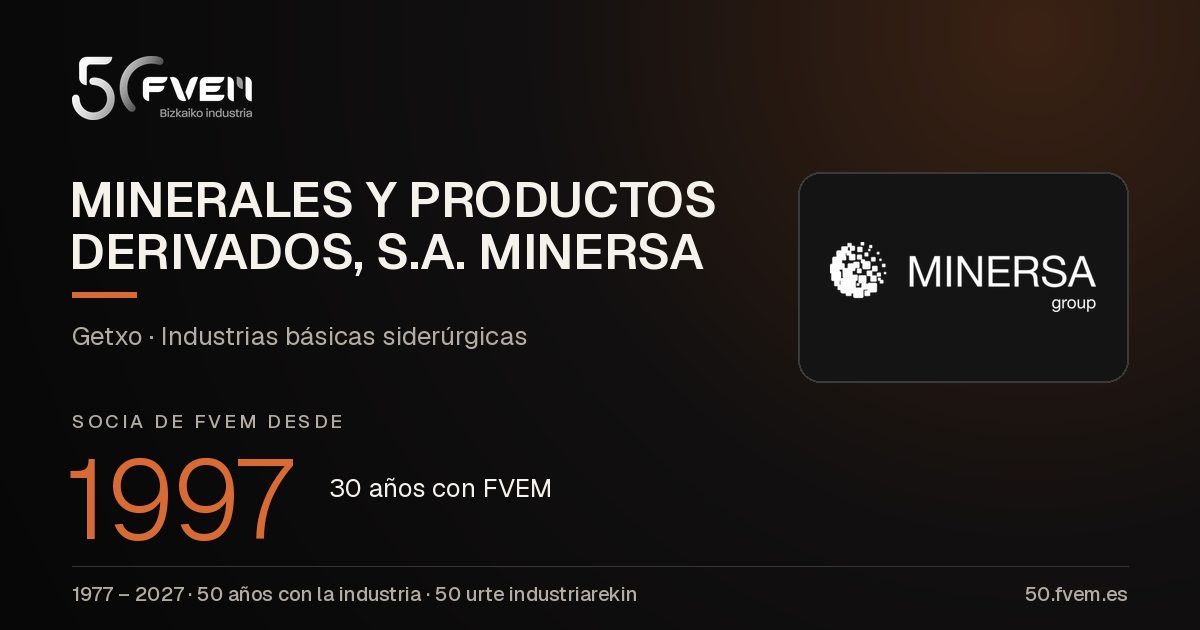 50 FVEM
Bizkaiko industria
MINERALES Y PRODUCTOS
DERIVADOS, S.A. MINERSA
Getxo · Industrias básicas siderúrgicas
MINERSA
group
SOCIA DE FVEM DESDE
1997
30 años con FVEM
1977 – 2027 · 50 años con la industria · 50 urte industriarekin
50.fvem.es